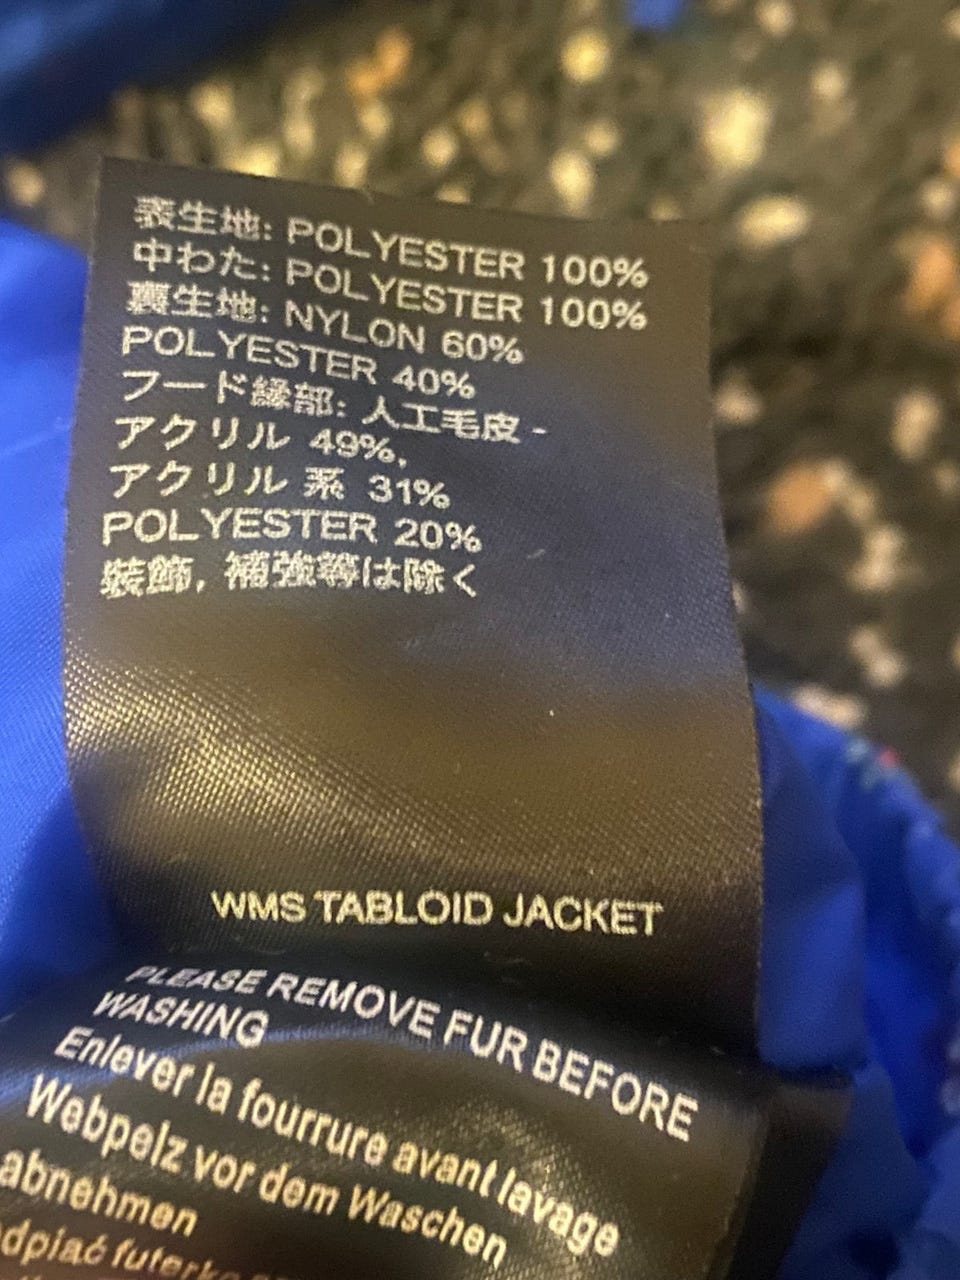 表生地: POLYESTER 100%
中わた: POLYESTER 100%
裏生地: NYLON 60%
POLYESTER 40%
フード縁部: 人工毛皮 -
アクリル 49%,
アクリル 系 31%
POLYESTER 20%
装飾, 補強等は除く
WMS TABLOID JACKET
PLEASE REMOVE FUR BEFORE
WASHING
Enlever la fourrure avant lavage
Webpelz vor dem Waschen
abnehmen
futerko